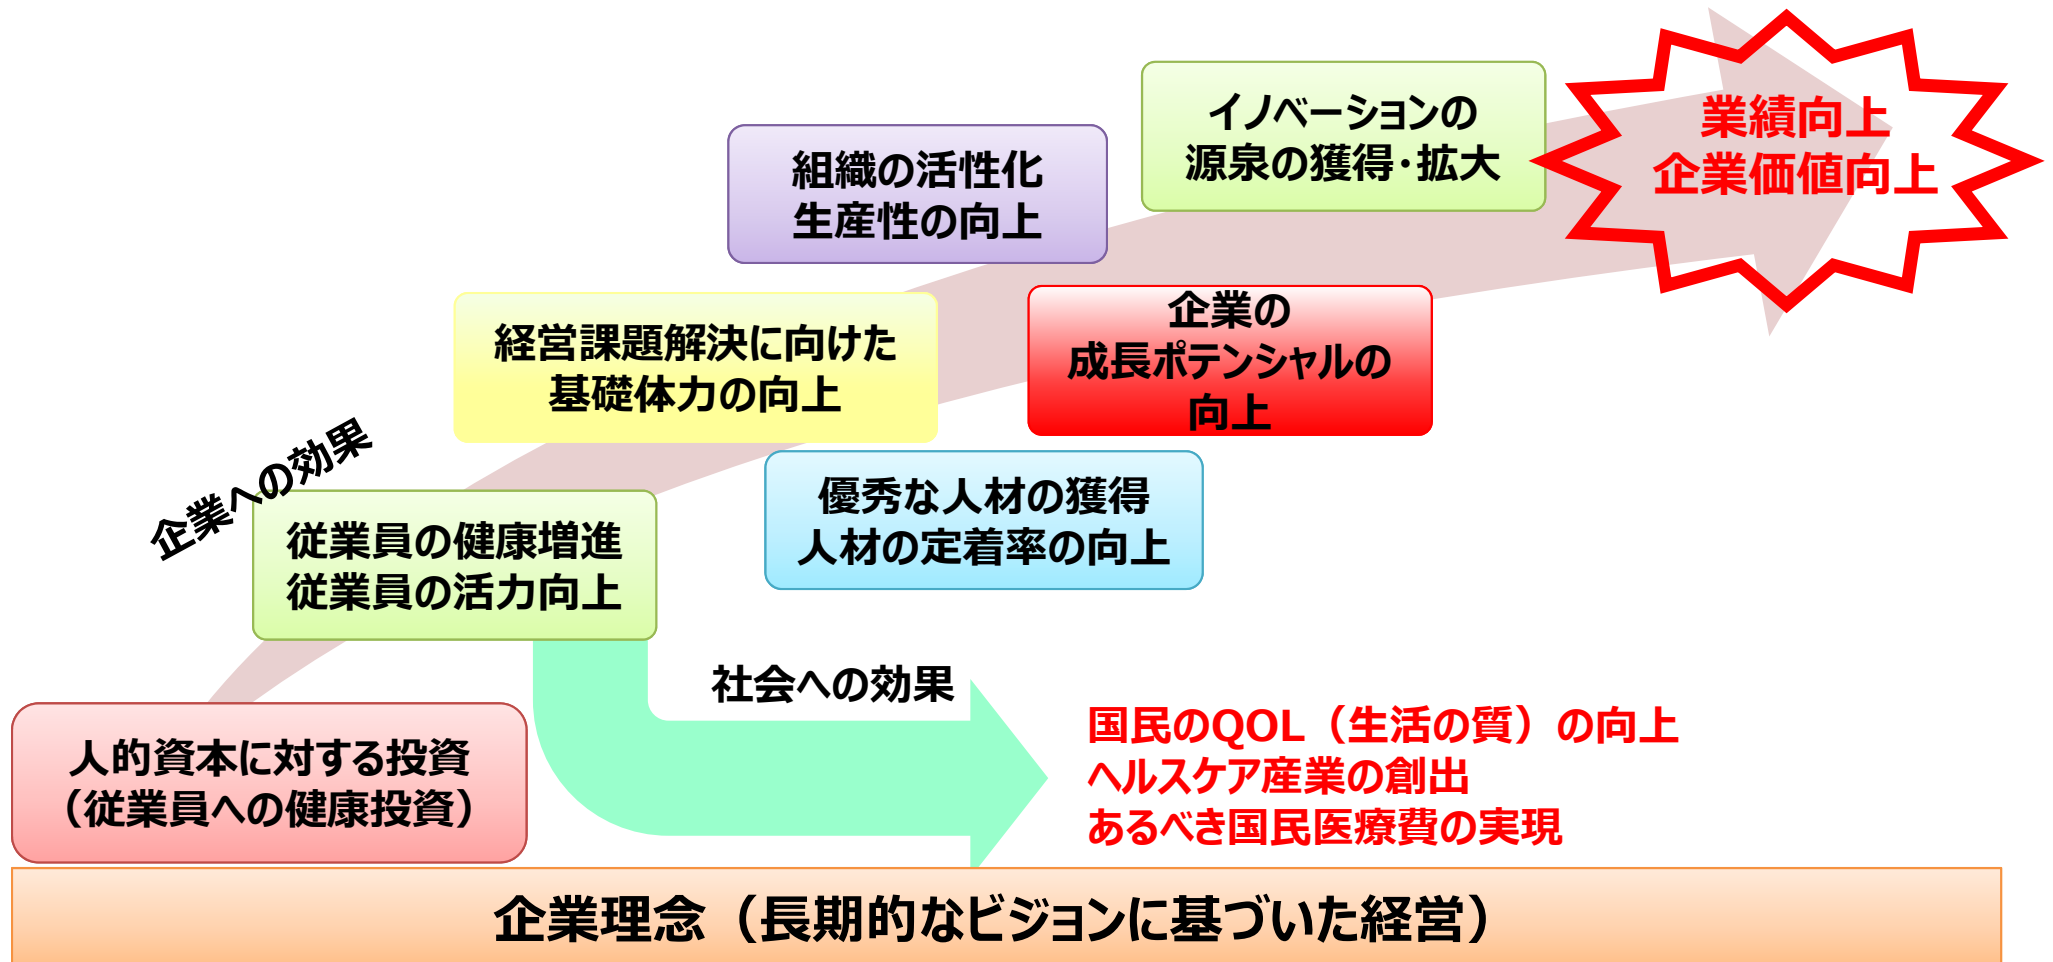 業績向上
企業価値向上
イノベーションの
源泉の獲得・拡大
組織の活性化
生産性の向上
企業の
成長ポテンシャルの
向上
経営課題解決に向けた
基礎体力の向上
優秀な人材の獲得
人材の定着率の向上
企業への効果
従業員の健康増進
従業員の活力向上
社会への効果
国民のQOL（生活の質）の向上
ヘルスケア産業の創出
あるべき国民医療費の実現
人的資本に対する投資
（従業員への健康投資）
企業理念（長期的なビジョンに基づいた経営）